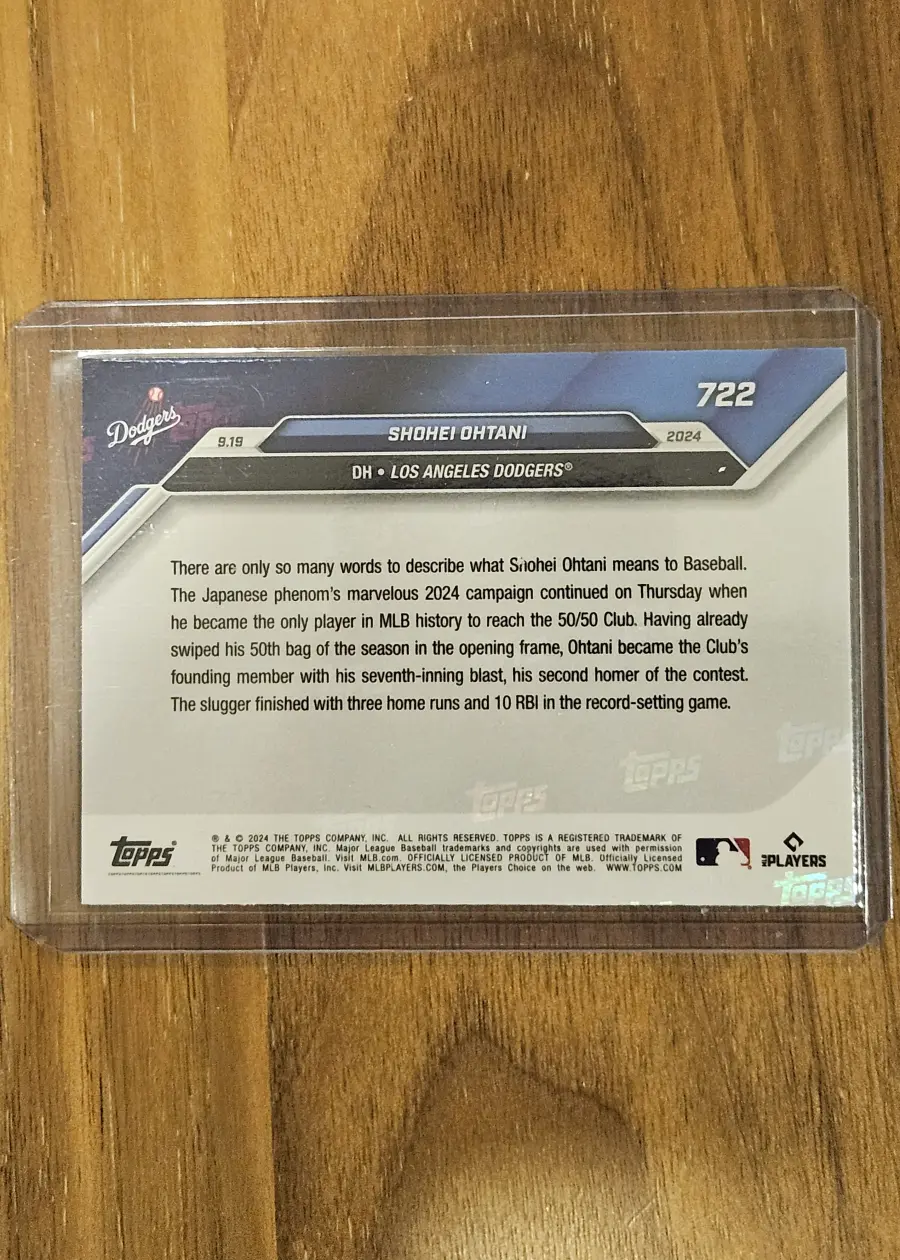 Dodgers
722
9.19
SHOHEI OHTANI
2024
DH • LOS ANGELES DODGERS®
There are only so many words to describe what Shohei Ohtani means to Baseball.
The Japanese phenom's marvelous 2024 campaign continued on Thursday when
he became the only player in MLB history to reach the 50/50 Club. Having already
swiped his 50th bag of the season in the opening frame, Ohtani became the Club's
founding member with his seventh-inning blast, his second homer of the contest.
The slugger finished with three home runs and 10 RBI in the record-setting game.
Topps
Topps
Topps
Topps®
® & © 2024 THE TOPPS COMPANY, INC. ALL RIGHTS RESERVED. TOPPS IS A REGISTERED TRADEMARK OF
THE TOPPS COMPANY, INC. Major League Baseball trademarks and copyrights are used with permission
of Major League Baseball. Visit MLB.com. OFFICIALLY LICENSED PRODUCT OF MLB. Officially Licensed
Product of MLB Players, Inc. Visit MLBPLAYERS.COM, the Players Choice on the web. WWW.TOPPS.COM
MLB PLAYERS
Topps